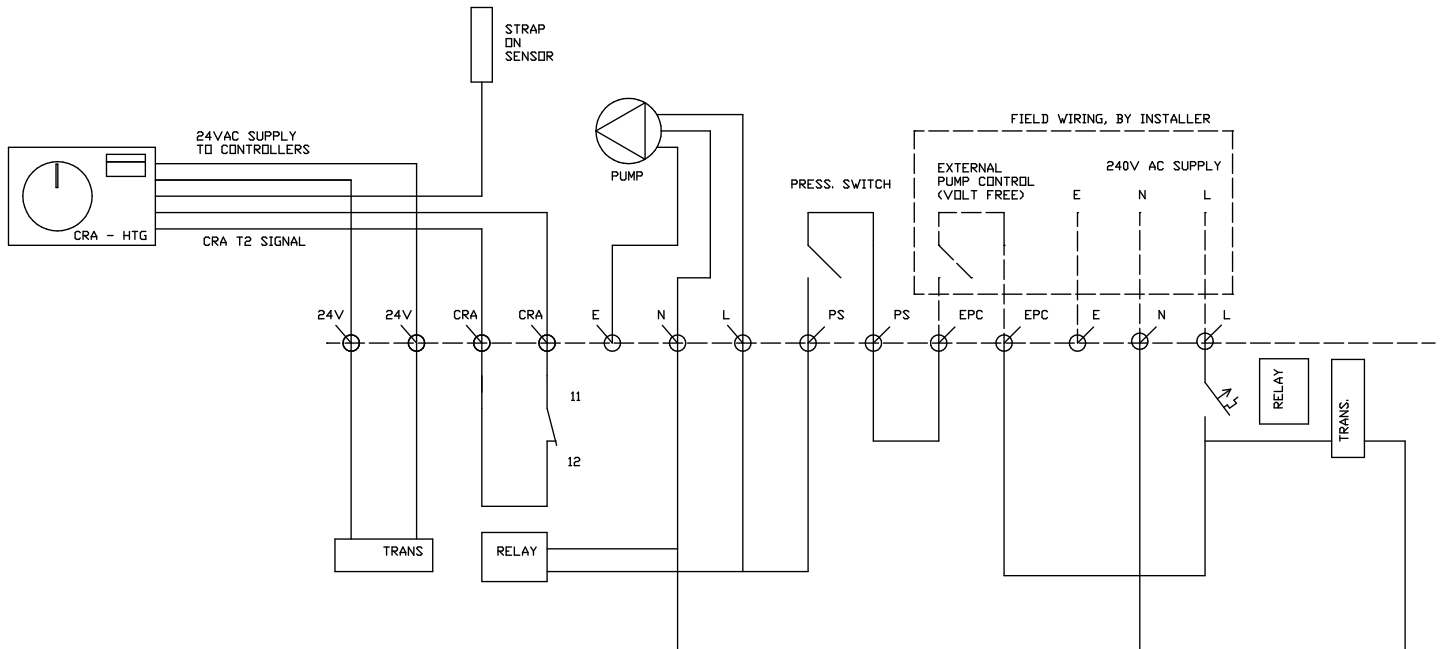 STRAP
ON
SENSOR
FIELD WIRING, BY INSTALLER
24VAC SUPPLY
TO CONTROLLERS
EXTERNAL
PUMP CONTROL
(VOLT FREE)
240V AC SUPPLY
PUMP
PRESS. SWITCH
E
N
L
CRA - HTG
CRA T2 SIGNAL
24V
24V
CRA
CRA
E
N
L
PS
PS
EPC
EPC
E
N
L
11
12
RELAY
TRANS.
TRANS
RELAY